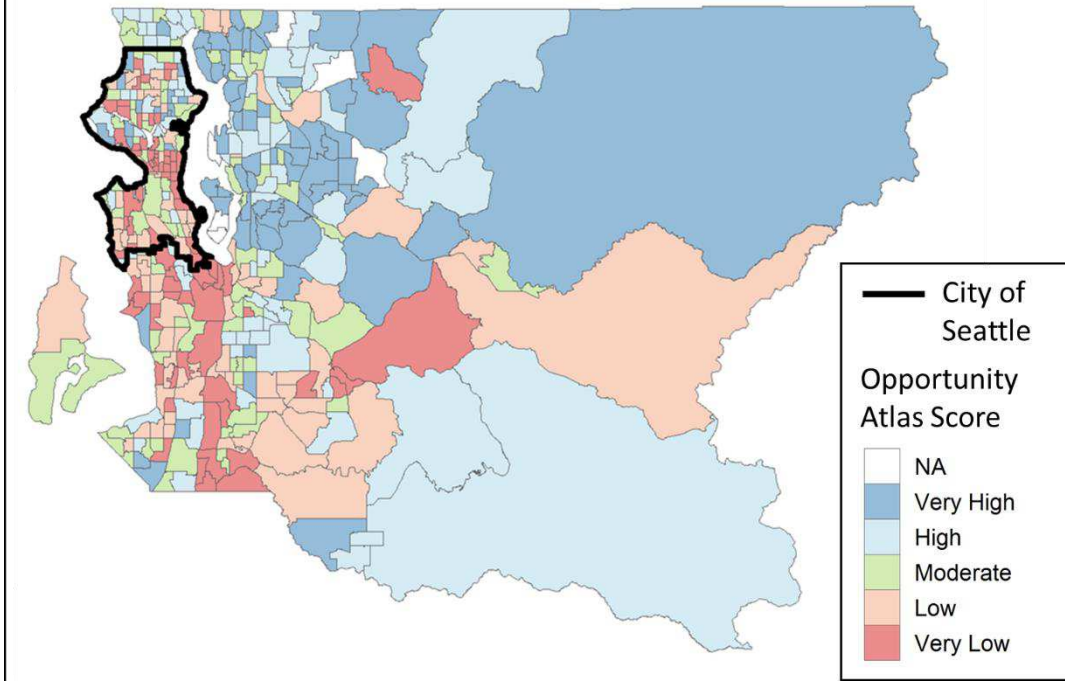 City of
Seattle
Opportunity
Atlas Score
NA
Very High
High
Moderate
Low
Very Low